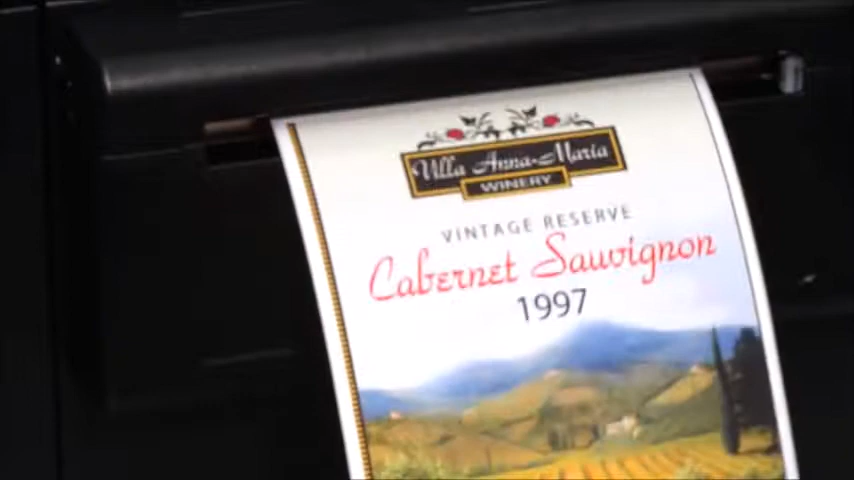 Villa Anna-Maria
WINERY
VINTAGE RESERVE
Cabernet Sauvignon
1997